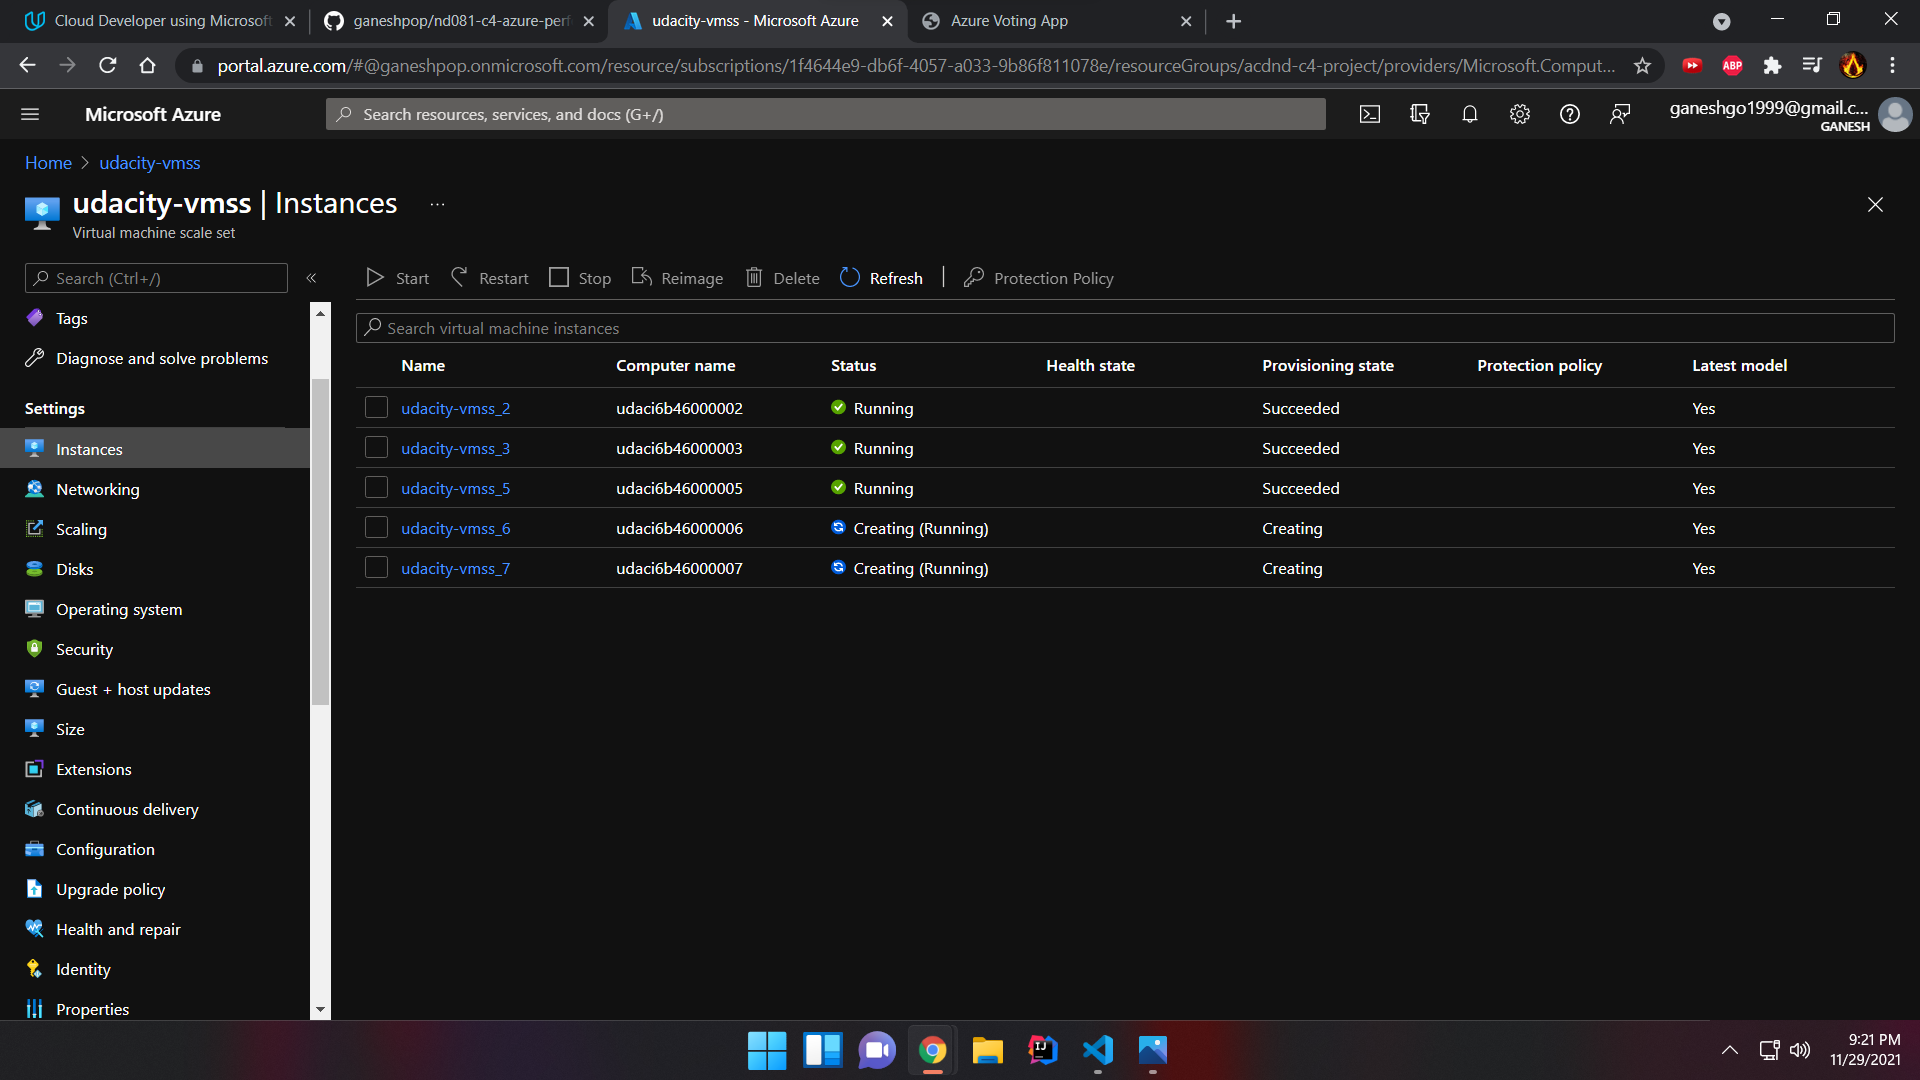 Cloud Developer using Microsoft
ganeshpop/nd081-c4-azure-perf
udacity-vmss - Microsoft Azure
Azure Voting App
portal.azure.com/#@ganeshpop.onmicrosoft.com/resource/subscriptions/1f4644e9-db6f-4057-a033-9b86f811078e/resourceGroups/acdnd-c4-project/providers/Microsoft.Comput...
ABP
Microsoft Azure
Search resources, services, and docs (G+/)
ganeshgo1999@gmail.c...
GANESH
Home > udacity-vmss
udacity-vmss | Instances ...
Virtual machine scale set
Search (Ctrl+/) «
Start Restart Stop Reimage Delete Refresh | Protection Policy
Search virtual machine instances
Tags
Diagnose and solve problems
Settings
Instances
Networking
Scaling
Disks
Operating system
Security
Guest + host updates
Size
Extensions
Continuous delivery
Configuration
Upgrade policy
Health and repair
Identity
Properties
Name Computer name Status Health state Provisioning state Protection policy Latest model
udacity-vmss_2 udaci6b46000002 Running Succeeded Yes
udacity-vmss_3 udaci6b46000003 Running Succeeded Yes
udacity-vmss_5 udaci6b46000005 Running Succeeded Yes
udacity-vmss_6 udaci6b46000006 Creating (Running) Creating Yes
udacity-vmss_7 udaci6b46000007 Creating (Running) Creating Yes
IJ
9:21 PM
11/29/2021